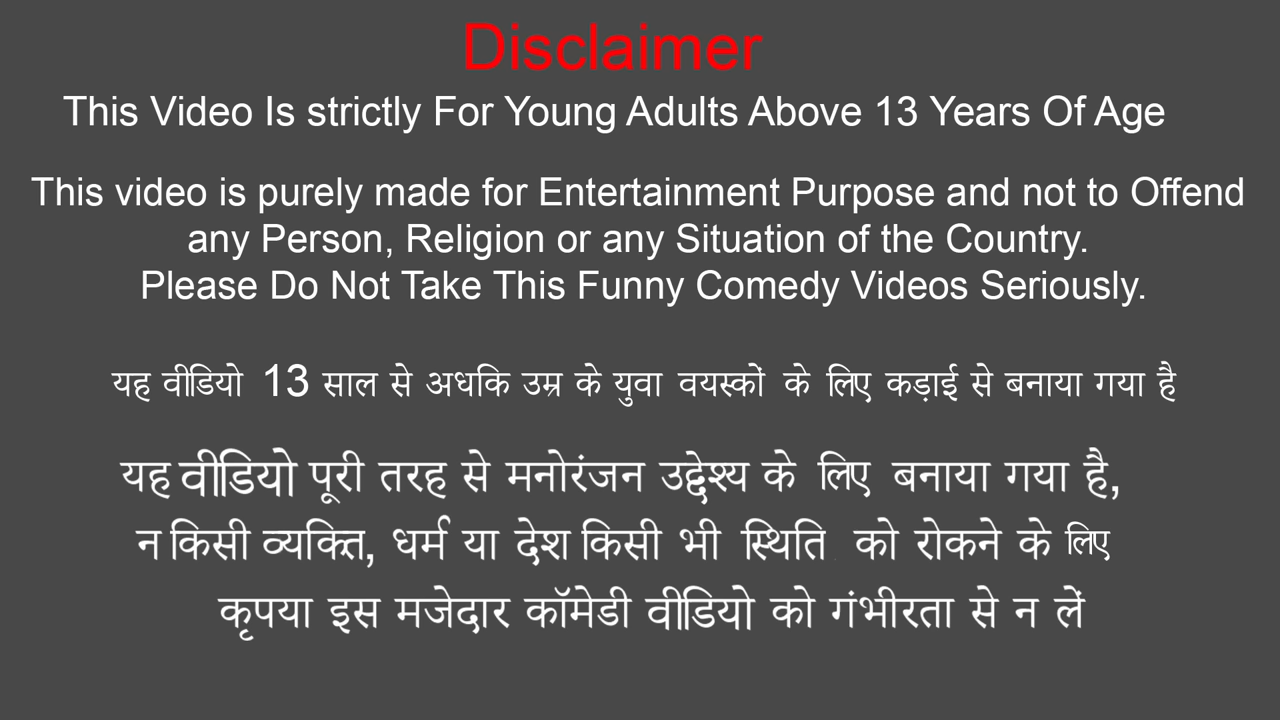 Disclaimer
This Video Is strictly For Young Adults Above 13 Years Of Age
This video is purely made for Entertainment Purpose and not to Offend
any Person, Religion or any Situation of the Country.
Please Do Not Take This Funny Comedy Videos Seriously.
यह वीडियो 13 साल से अधकि उम्र के युवा वयस्कों के लिए कड़ाई से बनाया गया है
यह वीडियो पूरी तरह से मनोरंजन उद्देश्य के लिए बनाया गया है,
न किसी व्यक्ति, धर्म या देश किसी भी स्थिति को रोकने के लिए
कृपया इस मजेदार कॉमेडी वीडियो को गंभीरता से न लें